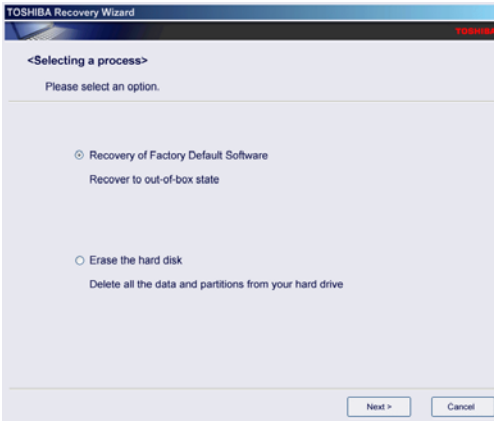 TOSHIBA Recovery Wizard
TOSHIBA
<Selecting a process>
Please select an option.
Recovery of Factory Default Software
Recover to out-of-box state
Erase the hard disk
Delete all the data and partitions from your hard drive
Next >
Cancel